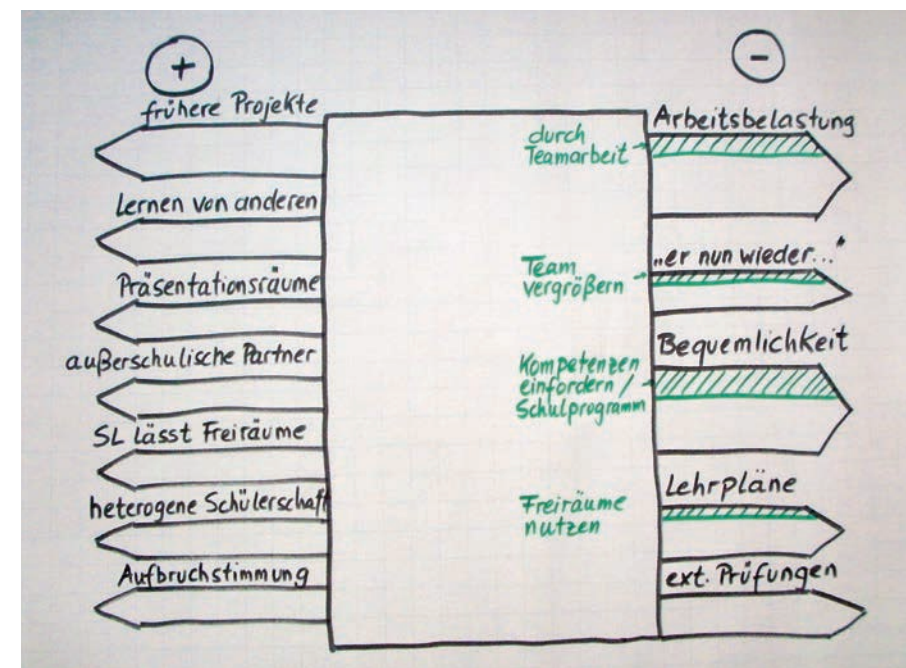 +
frühere Projekte
Lernen von anderen
Präsentationsräume
außerschulische Partner
SL lässt Freiräume
heterogene Schülerschaft
Aufbruchstimmung
durch
Teamarbeit
Team
vergrößern
Kompetenzen
einfordern /
Schulprogramm
Freiräume
nutzen
-
Arbeitsbelastung
„er nun wieder..."
Bequemlichkeit
Lehrpläne
ext. Prüfungen